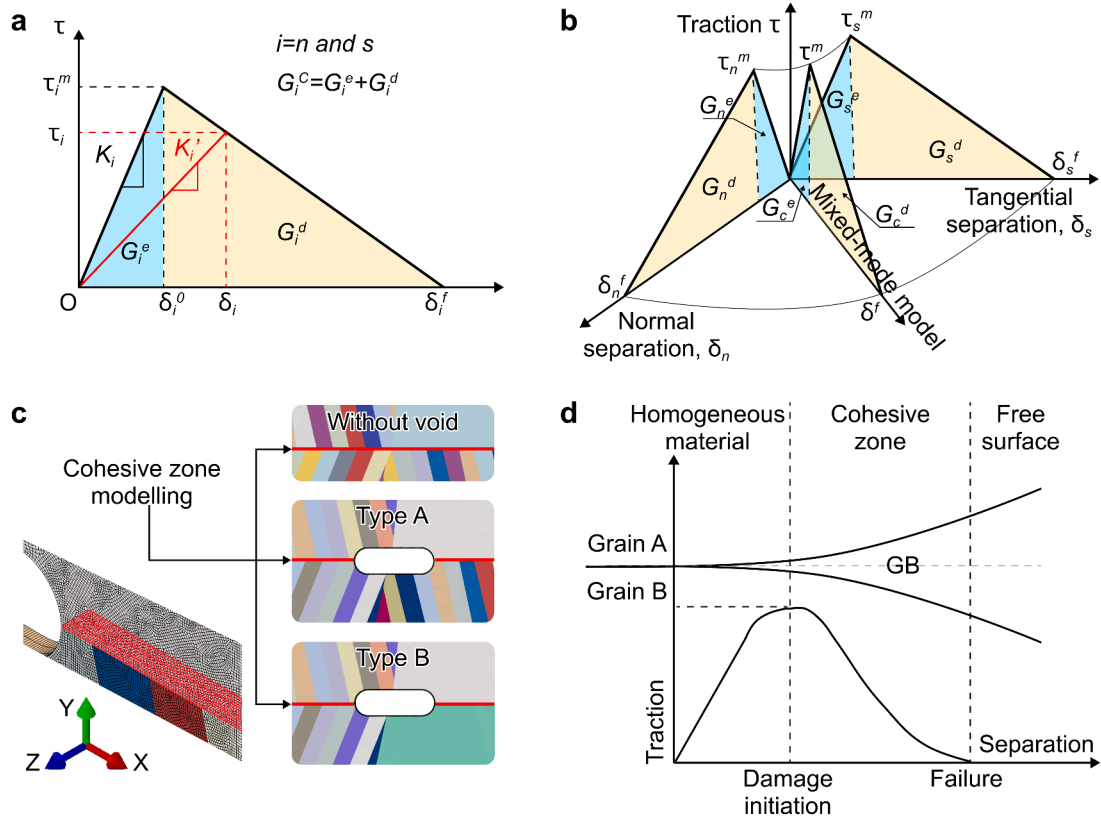 a
τ
i=n and s
G_i^C=G_i^e+G_i^d
τ_i^m
τ_i
K_i
K_i’
G_i^e
G_i^d
O
δ_i^o
δ_i
δ_i^f
b
Traction τ
τ_s^m
τ_n^m
τ^m
G_n^e
G_s^e
G_n^d
G_s^d
δ_s^f
G_c^e
G_c^d
Tangential
separation, δ_s
Mixed-mode model
δ_n^f
δ^f
Normal
separation, δ_n
c
Without void
Cohesive zone
modelling
Type A
Type B
Y
Z
X
d
Homogeneous
material
Cohesive
zone
Free
surface
Grain A
GB
Grain B
Traction
Separation
Damage
initiation
Failure